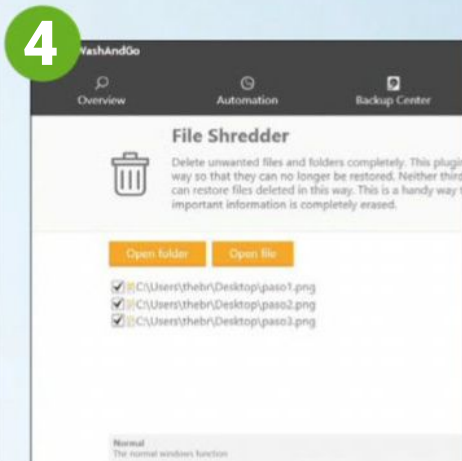 4
WashAndGo
Overview
Automation
Backup Center
File Shredder
Delete unwanted files and folders completely. This plugin
way so that they can no longer be restored. Neither third
can restore files deleted in this way. This is a handy way
important information is completely erased.
Open folder
Open file
C:\Users\thebr\Desktop\paso1.png
C:\Users\thebr\Desktop\paso2.png
C:\Users\thebr\Desktop\paso3.png
Normal
The normal windows function